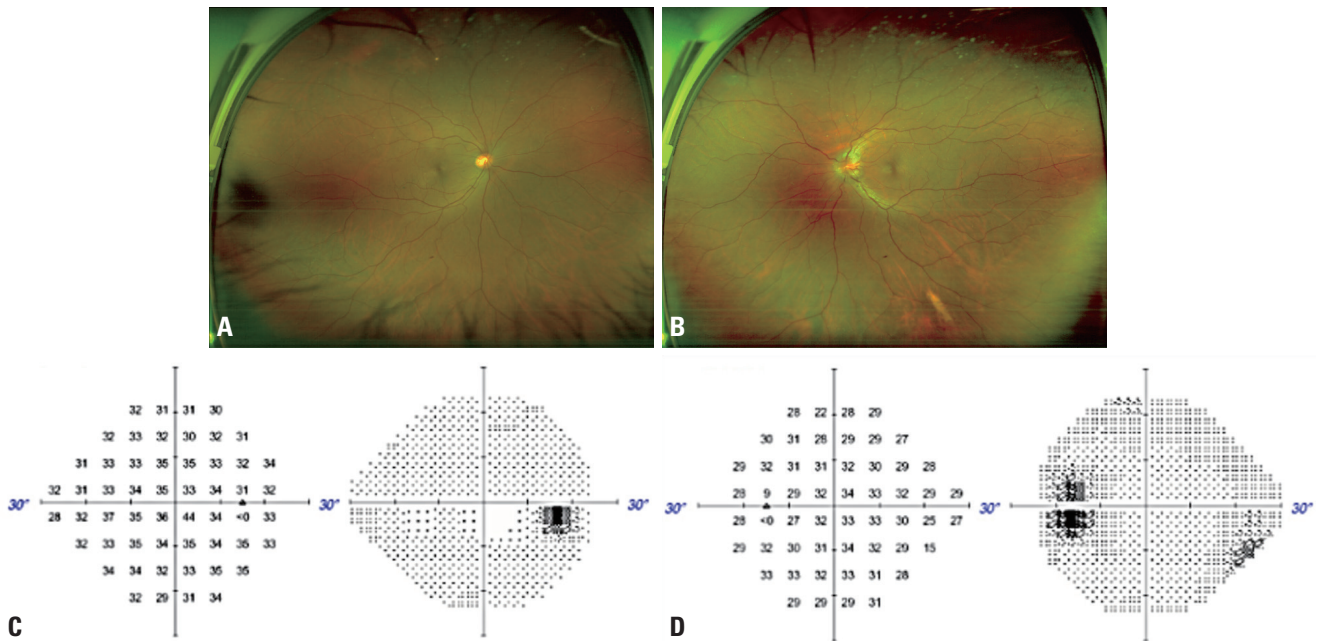 A
B
32 31 31 30
32 33 32 30 32 31
31 33 33 35 35 33 32 34
30° 32 31 33 34 35 33 34 31 32 30°
28 32 37 35 36 44 34 <0 33
32 33 35 34 34 34 35 33
34 34 32 33 35 35
32 29 31 34
C
28 22 28 29
30 31 28 29 29 27
29 32 31 31 32 30 29 28
30° 28 9 29 32 34 33 32 29 29 30°
28 <0 27 32 33 33 30 25 27
29 32 30 31 34 32 29 15
33 33 32 33 31 28
29 29 29 31
D